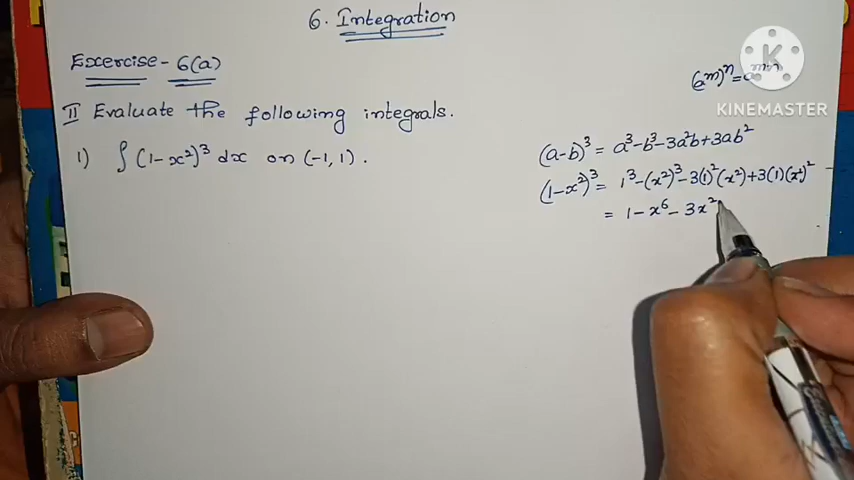 6. Integration
Excercise - 6(a)
(aᵐ)ⁿ =
K
KINEMASTER
II Evaluate the following integrals.
1) ∫ (1-x²)³ dx on (-1, 1).
(a-b)³ = a³-b³-3a²b+3ab²
(1-x²)³ = 1³-(x²)³-3(1)²(x²)+3(1)(x²)²
= 1-x⁶-3x²